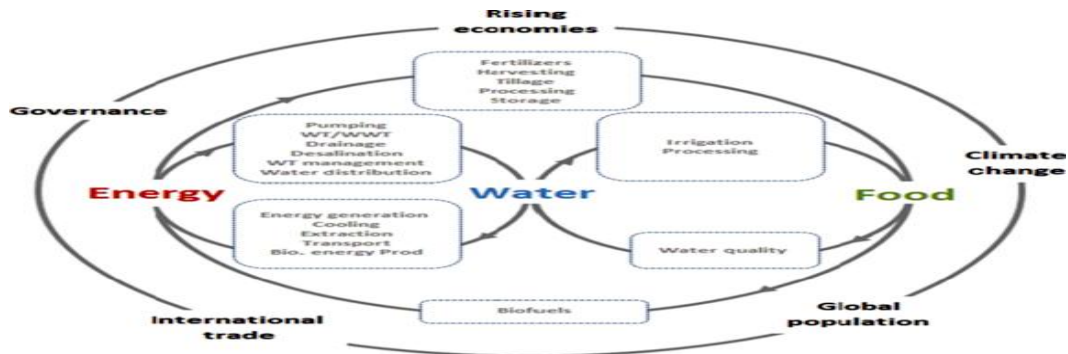 Rising
economies
Fertilizers
Harvesting
Tillage
Processing
Storage
Governance
Pumping
WT/WWT
Drainage
Desalination
WT management
Water distribution
Irrigation
Processing
Climate
change
Energy
Water
Food
Energy generation
Cooling
Extraction
Transport
Bio. energy Prod
Water quality
Biofuels
International
trade
Global
population